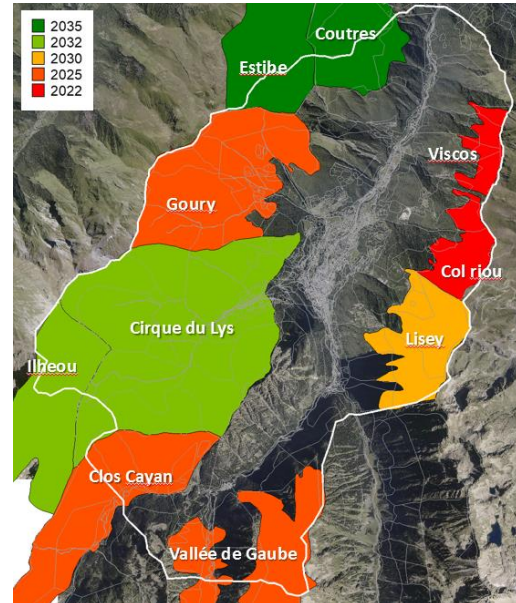 2035
2032
2030
2025
2022
Coutres
Estibe
Viscos
Goury
Col riou
Cirque du Lys
Lisey
Ilheou
Clos Cayan
Vallée de Gaube